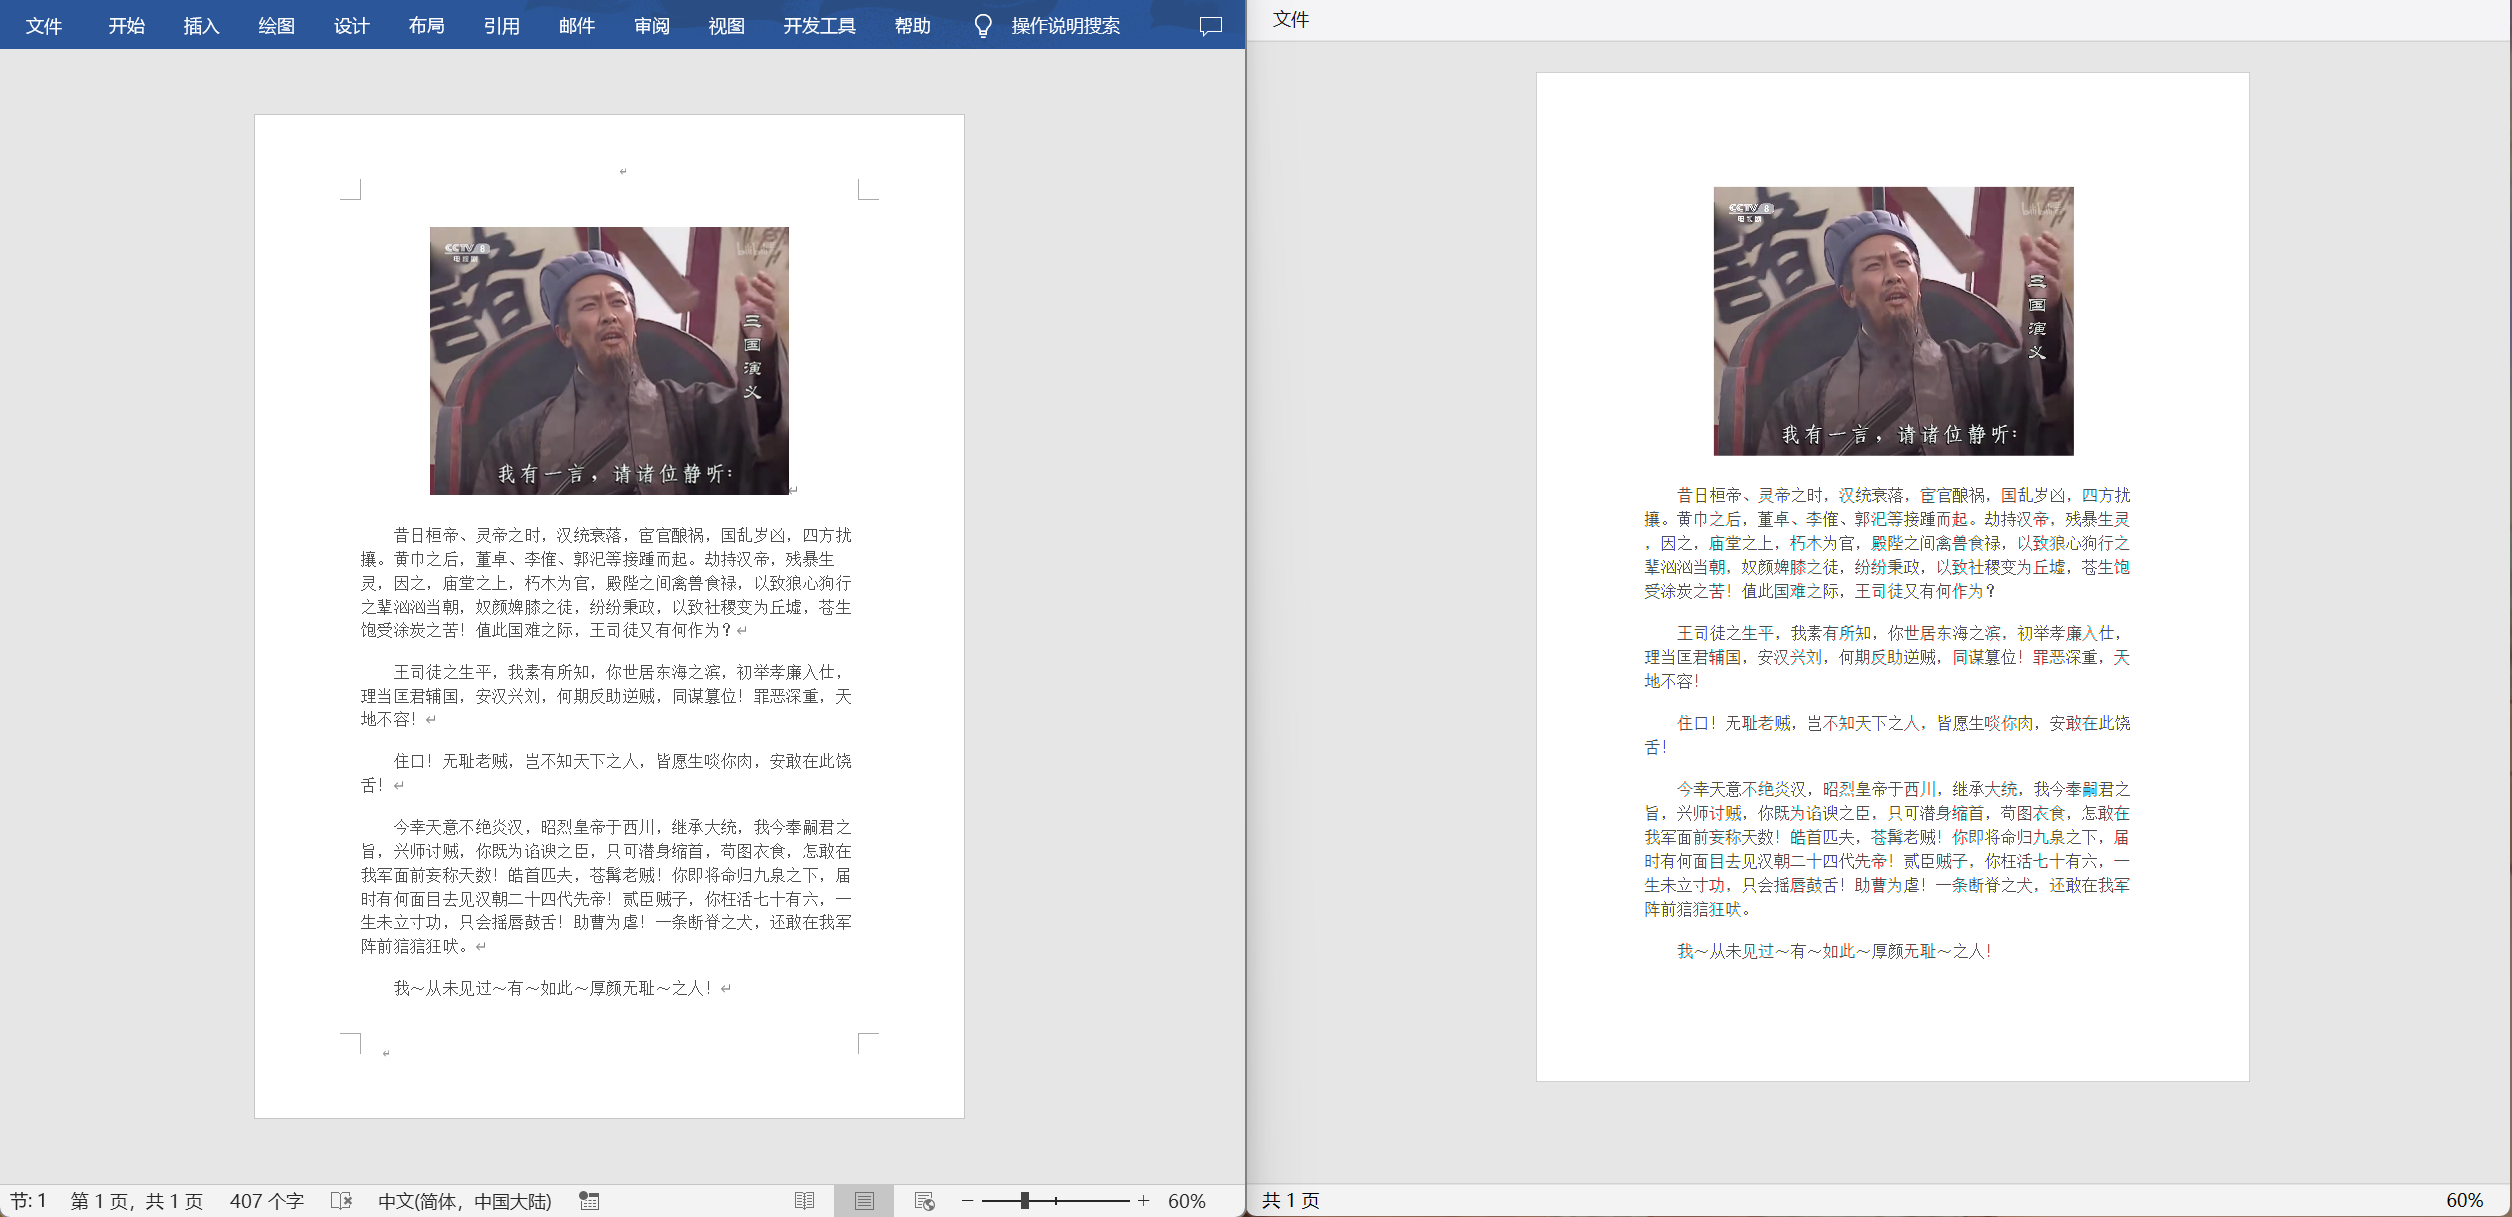 文件 开始 插入 绘图 设计 布局 引用 邮件 审阅 视图 开发工具 帮助 操作说明搜索
CCTV 8
电视剧
bilibili
三国演义
我有一言，请诸位静听：
昔日桓帝、灵帝之时，汉统衰落，宦官酿祸，国乱岁凶，四方扰
攘。黄巾之后，董卓、李傕、郭汜等接踵而起。劫持汉帝，残暴生
灵，因之，庙堂之上，朽木为官，殿陛之间禽兽食禄，以致狼心狗行
之辈汹汹当朝，奴颜婢膝之徒，纷纷秉政，以致社稷变为丘墟，苍生
饱受涂炭之苦！值此国难之际，王司徒又有何作为？
王司徒之生平，我素有所知，你世居东海之滨，初举孝廉入仕，
理当匡君辅国，安汉兴刘，何期反助逆贼，同谋篡位！罪恶深重，天
地不容！
住口！无耻老贼，岂不知天下之人，皆愿生啖你肉，安敢在此饶
舌！
今幸天意不绝炎汉，昭烈皇帝于西川，继承大统，我今奉嗣君之
旨，兴师讨贼，你既为谄谀之臣，只可潜身缩首，苟图衣食，怎敢在
我军面前妄称天数！皓首匹夫，苍髯老贼！你即将命归九泉之下，届
时有何面目去见汉朝二十四代先帝！贰臣贼子，你枉活七十有六，一
生未立寸功，只会摇唇鼓舌！助曹为虐！一条断脊之犬，还敢在我军
阵前狺狺狂吠。
我～从未见过～有～如此～厚颜无耻～之人！
节: 1 第 1 页，共 1 页 407 个字 中文(简体，中国大陆) 60%
文件
CCTV 8
电视剧
bilibili
三国演义
我有一言，请诸位静听：
昔日桓帝、灵帝之时，汉统衰落，宦官酿祸，国乱岁凶，四方扰
攘。黄巾之后，董卓、李傕、郭汜等接踵而起。劫持汉帝，残暴生灵
，因之，庙堂之上，朽木为官，殿陛之间禽兽食禄，以致狼心狗行之
辈汹汹当朝，奴颜婢膝之徒，纷纷秉政，以致社稷变为丘墟，苍生饱
受涂炭之苦！值此国难之际，王司徒又有何作为？
王司徒之生平，我素有所知，你世居东海之滨，初举孝廉入仕，
理当匡君辅国，安汉兴刘，何期反助逆贼，同谋篡位！罪恶深重，天
地不容！
住口！无耻老贼，岂不知天下之人，皆愿生啖你肉，安敢在此饶
舌！
今幸天意不绝炎汉，昭烈皇帝于西川，继承大统，我今奉嗣君之
旨，兴师讨贼，你既为谄谀之臣，只可潜身缩首，苟图衣食，怎敢在
我军面前妄称天数！皓首匹夫，苍髯老贼！你即将命归九泉之下，届
时有何面目去见汉朝二十四代先帝！贰臣贼子，你枉活七十有六，一
生未立寸功，只会摇唇鼓舌！助曹为虐！一条断脊之犬，还敢在我军
阵前狺狺狂吠。
我～从未见过～有～如此～厚颜无耻～之人！
共 1 页 60%